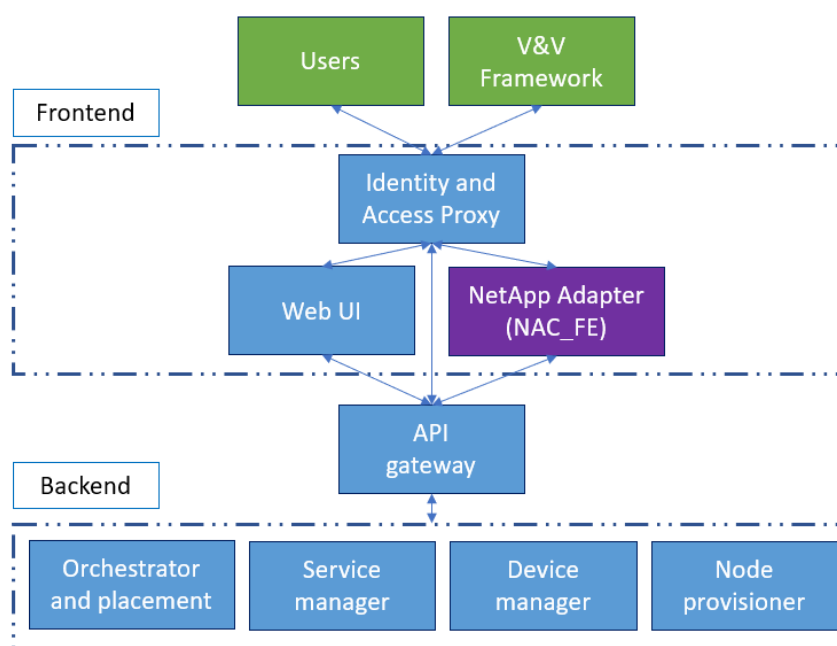 Users
V&V
Framework
Frontend
Identity and
Access Proxy
Web UI
NetApp Adapter
(NAC_FE)
API
gateway
Backend
Orchestrator
and placement
Service
manager
Device
manager
Node
provisioner